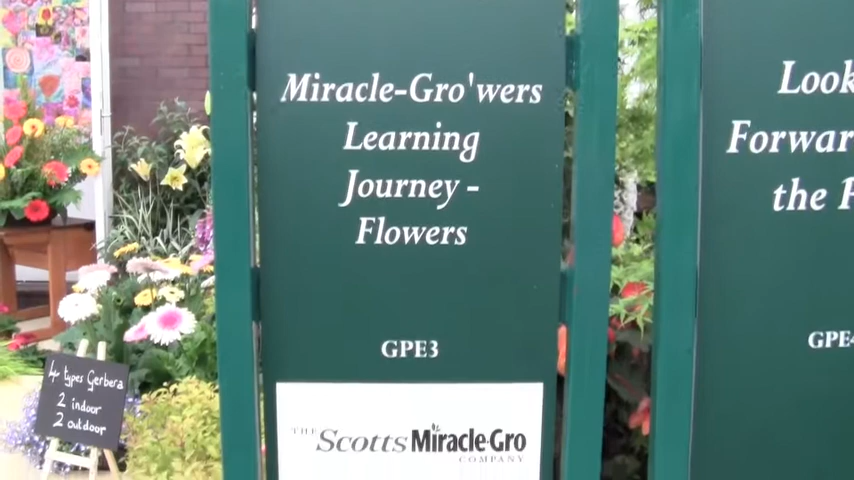 Miracle-Gro'wers
Learning
Journey -
Flowers
GPE3
THE Scotts Miracle-Gro
COMPANY
4 types Gerbera
2 indoor
2 outdoor
Look
Forwar
the
GPE4